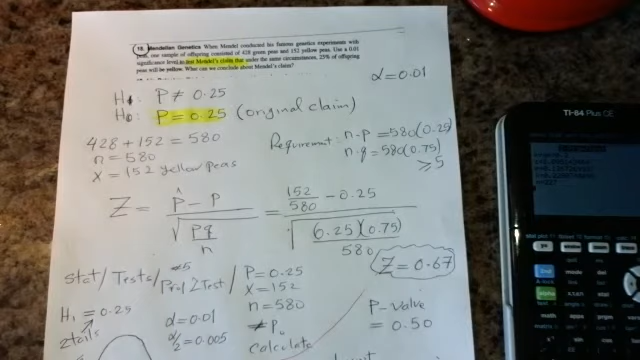 19. Mendelian Genetics When Mendel conducted his famous genetics experiments with
peas, one sample of offspring consisted of 428 green peas and 152 yellow peas. Use a 0.01
significance level to test Mendel's claim that under the same circumstances, 25% of offspring
peas will be yellow. What can we conclude about Mendel's claim?
α=0.01
H1: P ≠ 0.25
H0: P = 0.25 (original claim)
428 + 152 = 580
n = 580
x = 152 yellow peas
Requirement: n·p = 580(0.25)
n·q = 580(0.75)
≥ 5
Z = p̂ - P / √(pq/n) = 152/580 - 0.25 / √((0.25)(0.75)/580)
Z = 0.67
Stat / Tests / #5
/ P = 0.25
X = 152
n = 580
≠ P0
calculate
H1 = 0.25
2tails
α = 0.01
α/2 = 0.005
P-value
= 0.50
TI-84 Plus CE